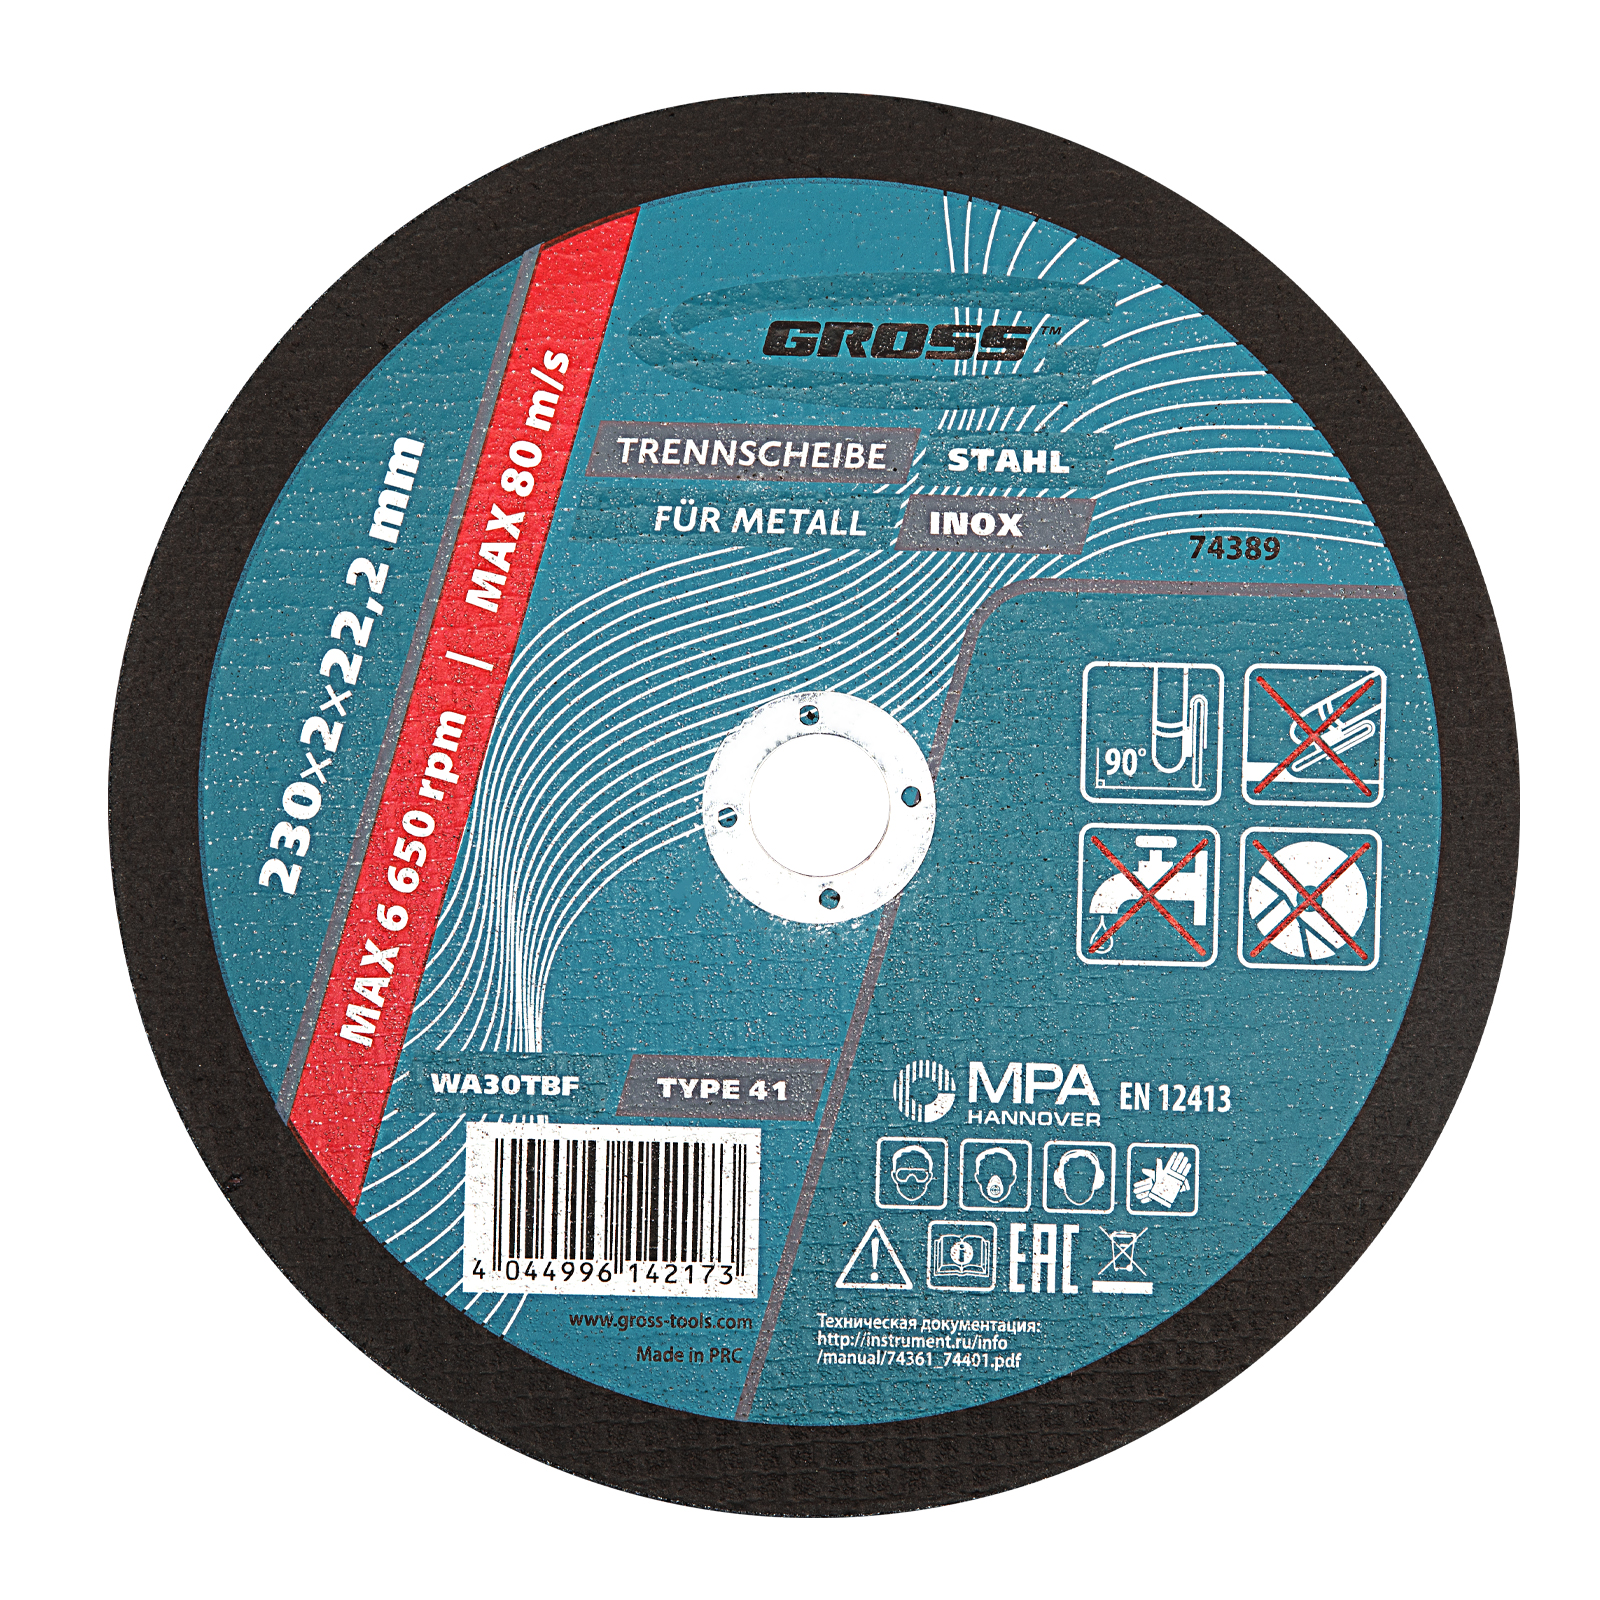 GROSS™
TRENNSCHEIBE STAHL
FÜR METALL INOX
74389
230×2×22,2 mm
MAX 6 650 rpm | MAX 80 m/s
90°
WA30TBF TYPE 41
MPA
HANNOVER
EN 12413
EAC
4 044996 142173
www.gross-tools.com
Made in PRC
Техническая документация:
http://instrument.ru/info
/manual/74361_74401.pdf